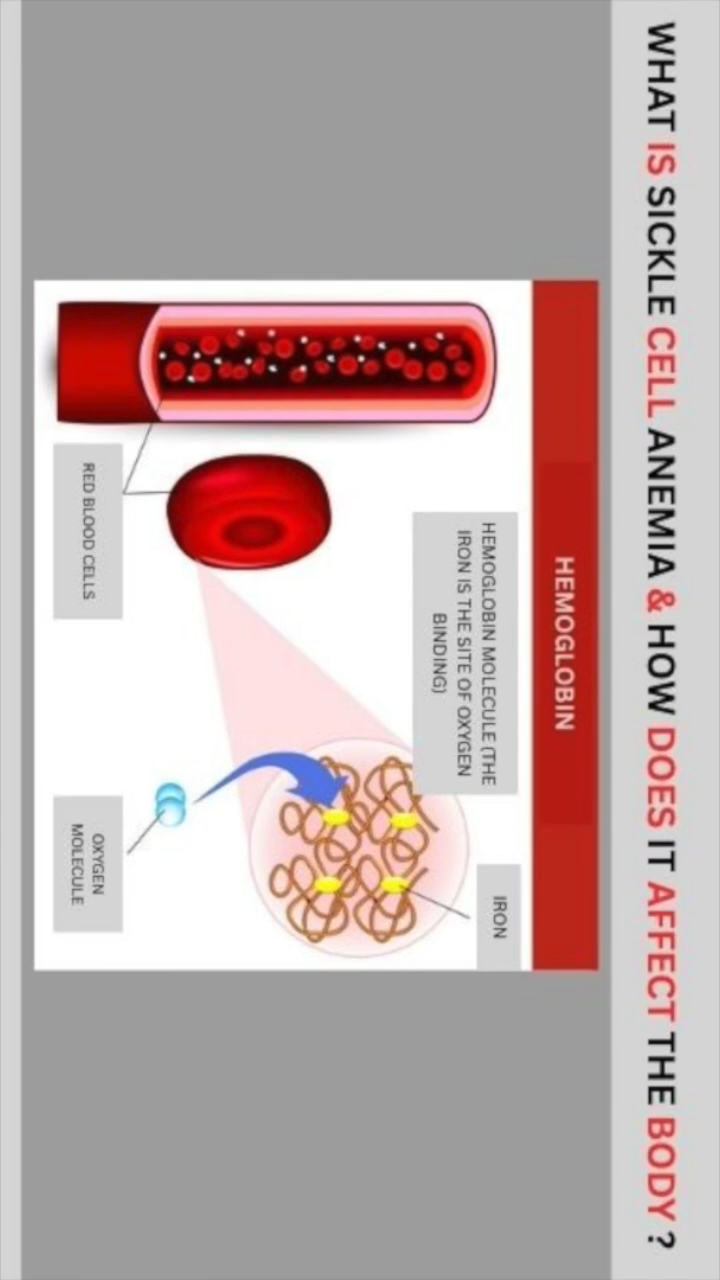 WHAT IS SICKLE CELL ANEMIA & HOW DOES IT AFFECT THE BODY ?
HEMOGLOBIN
HEMOGLOBIN MOLECULE (THE
IRON IS THE SITE OF OXYGEN
BINDING)
IRON
RED BLOOD CELLS
OXYGEN
MOLECULE